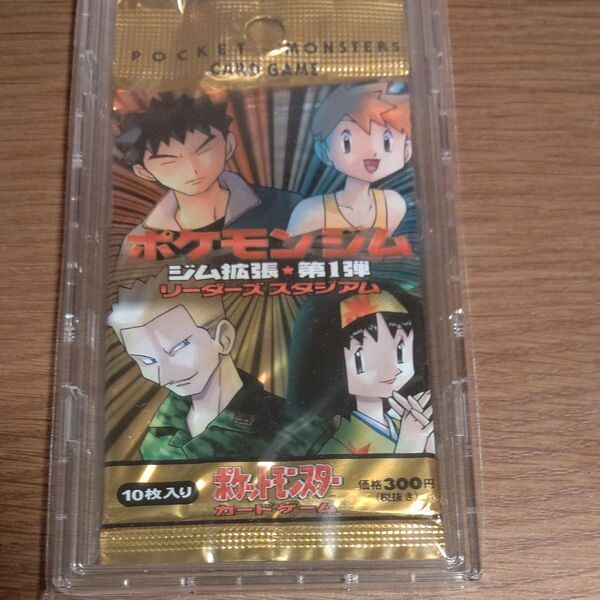 POCKET MONSTERS
CARD GAME
ポケモンジム
ジム拡張★第1弾
リーダーズスタジアム
10枚入り
ポケットモンスター
カードゲーム
価格300円
(税抜き)